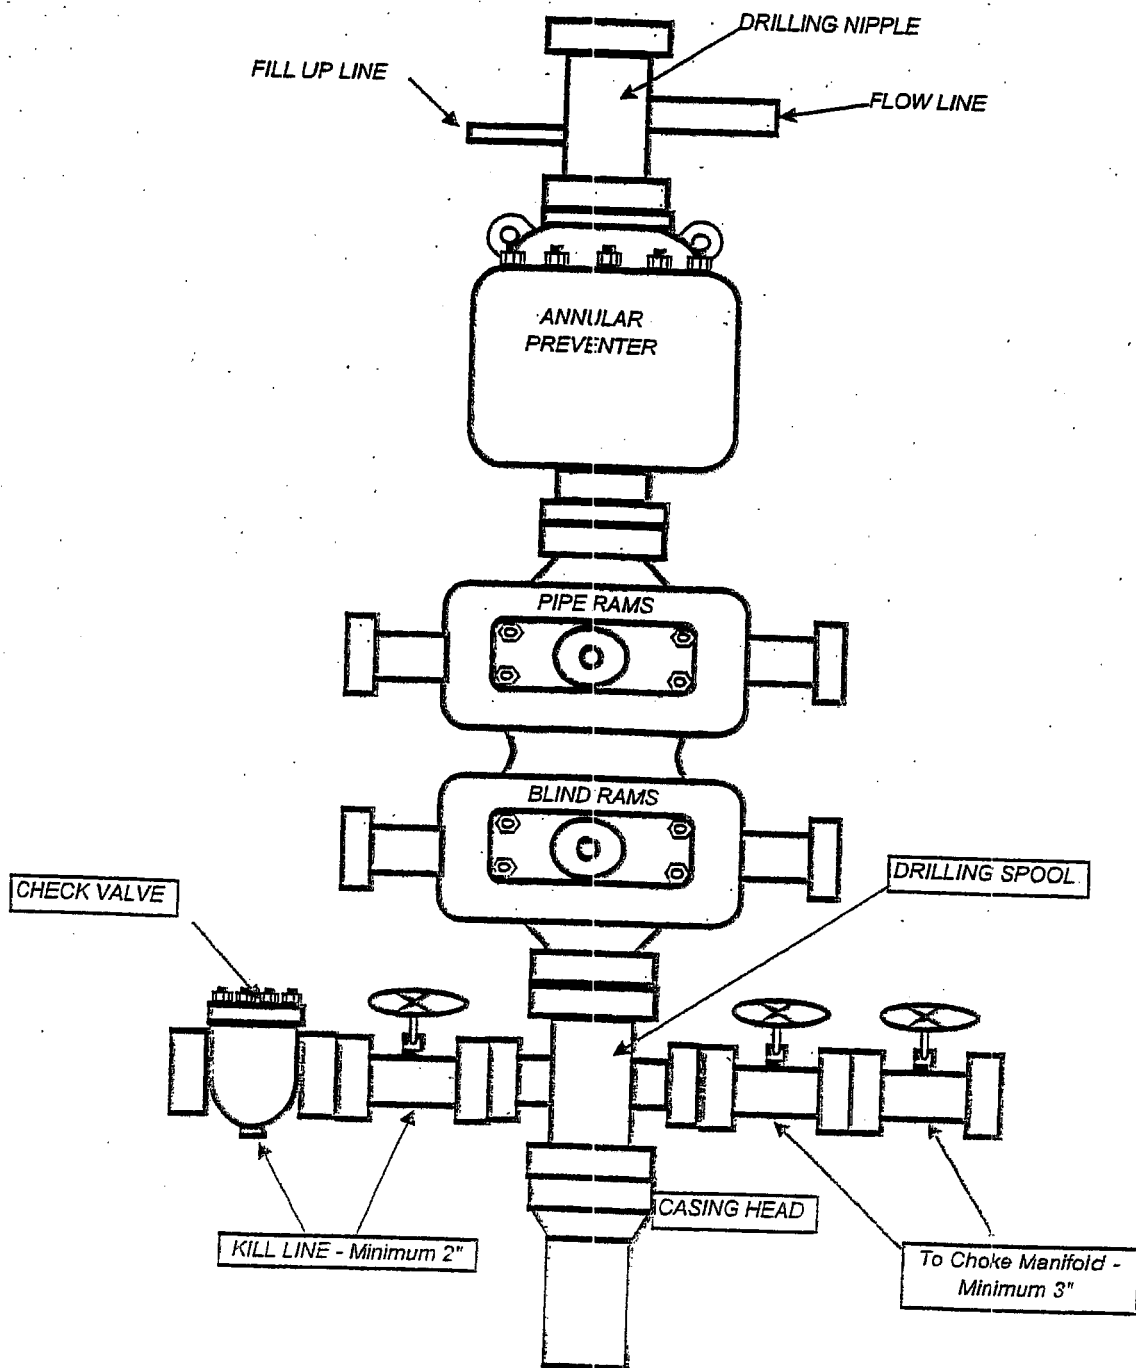 DRILLING NIPPLE
FILL UP LINE
FLOW LINE
ANNULAR
PREVENTER
PIPE RAMS
BLIND RAMS
DRILLING SPOOL
CHECK VALVE
CASING HEAD
KILL LINE - Minimum 2"
To Choke Manifold -
Minimum 3"